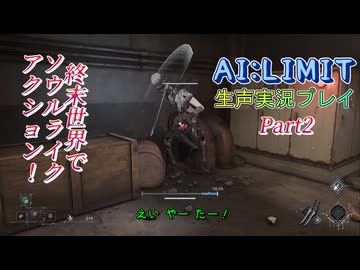 AI:LIMIT
生声実況プレイ
Part2
終末世界で
ソウルライク
アクション！
えい やー たー！